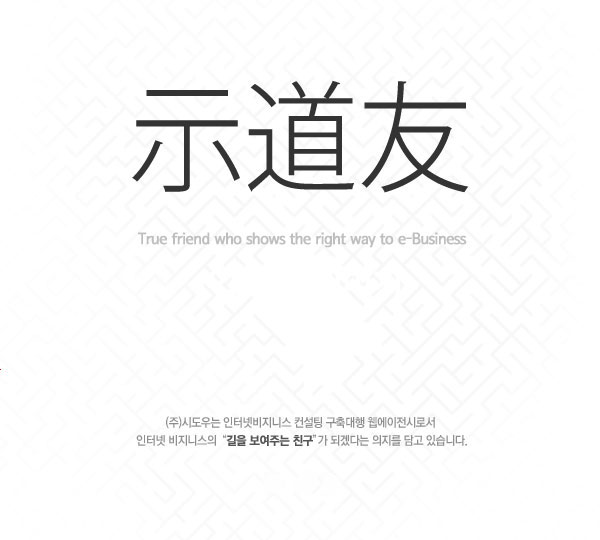 示道友
True friend who shows the right way to e-Business
(주)시도우는 인터넷비지니스 컨설팅 구축대행 웹에이전시로서
인터넷 비지니스의 “길을 보여주는 친구”가 되겠다는 의지를 담고 있습니다.